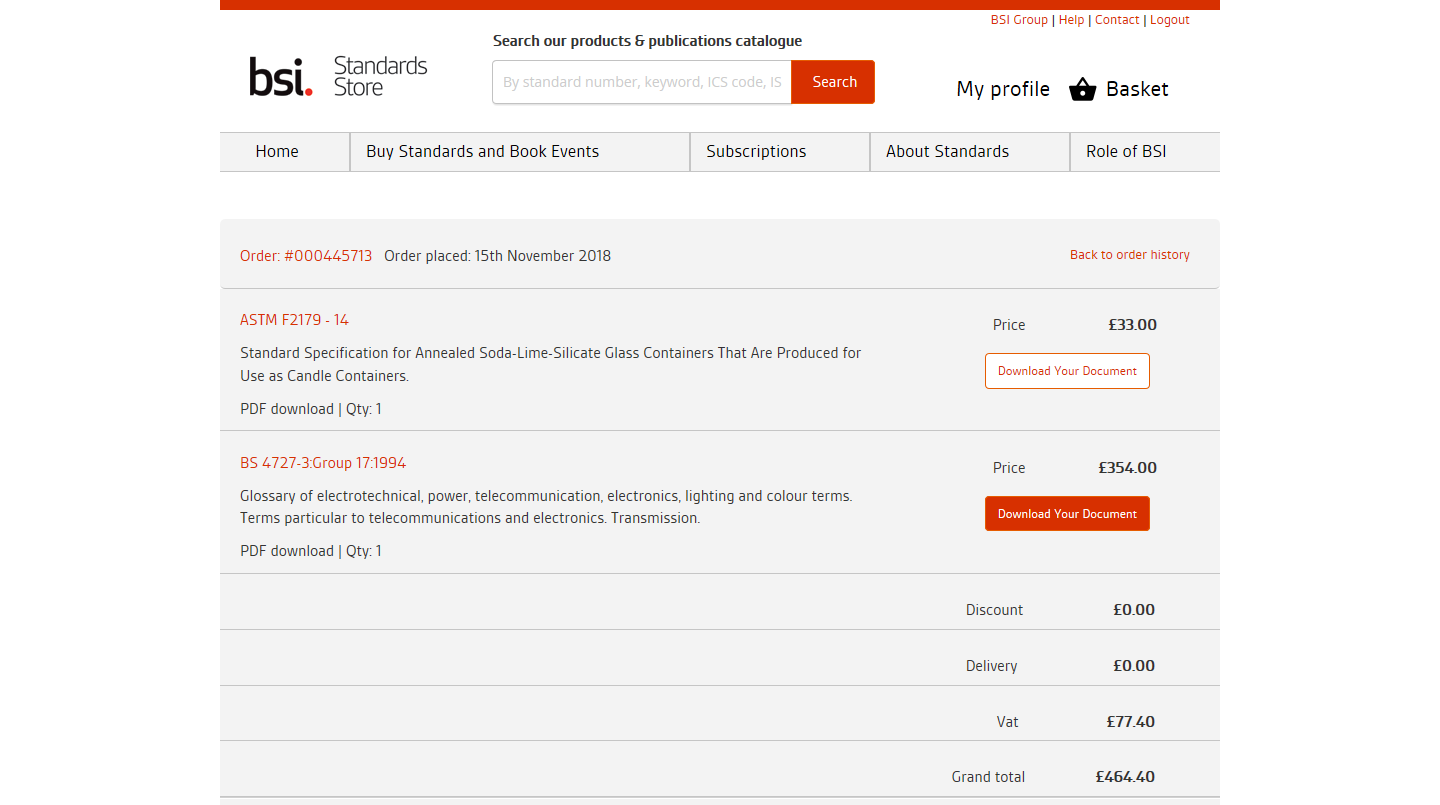 BSI Group | Help | Contact | Logout
Search our products & publications catalogue
bsi. Standards
Store
By standard number, keyword, ICS code, IS
Search
My profile
Basket
Home
Buy Standards and Book Events
Subscriptions
About Standards
Role of BSI
Order: #000445713 Order placed: 15th November 2018
Back to order history
ASTM F2179 - 14
Price £33.00
Standard Specification for Annealed Soda-Lime-Silicate Glass Containers That Are Produced for
Use as Candle Containers.
Download Your Document
PDF download | Qty: 1
BS 4727-3:Group 17:1994
Price £354.00
Glossary of electrotechnical, power, telecommunication, electronics, lighting and colour terms.
Terms particular to telecommunications and electronics. Transmission.
Download Your Document
PDF download | Qty: 1
Discount £0.00
Delivery £0.00
Vat £77.40
Grand total £464.40